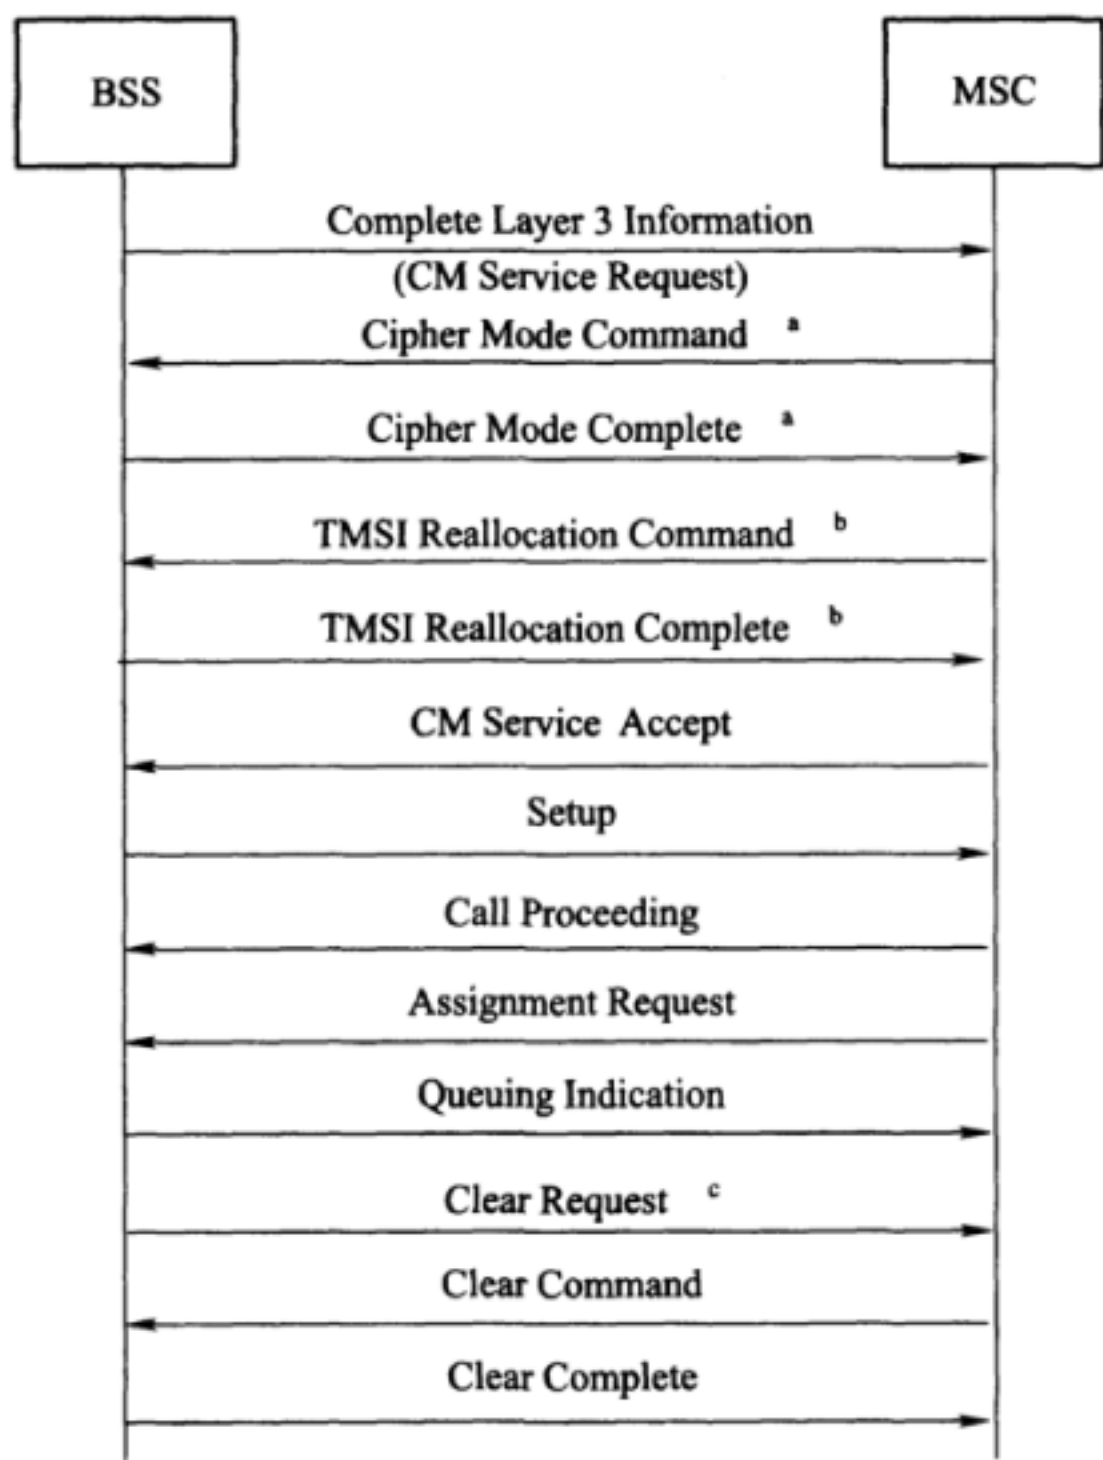 BSS
MSC
Complete Layer 3 Information
(CM Service Request)
Cipher Mode Command a
Cipher Mode Complete a
TMSI Reallocation Command b
TMSI Reallocation Complete b
CM Service Accept
Setup
Call Proceeding
Assignment Request
Queuing Indication
Clear Request c
Clear Command
Clear Complete